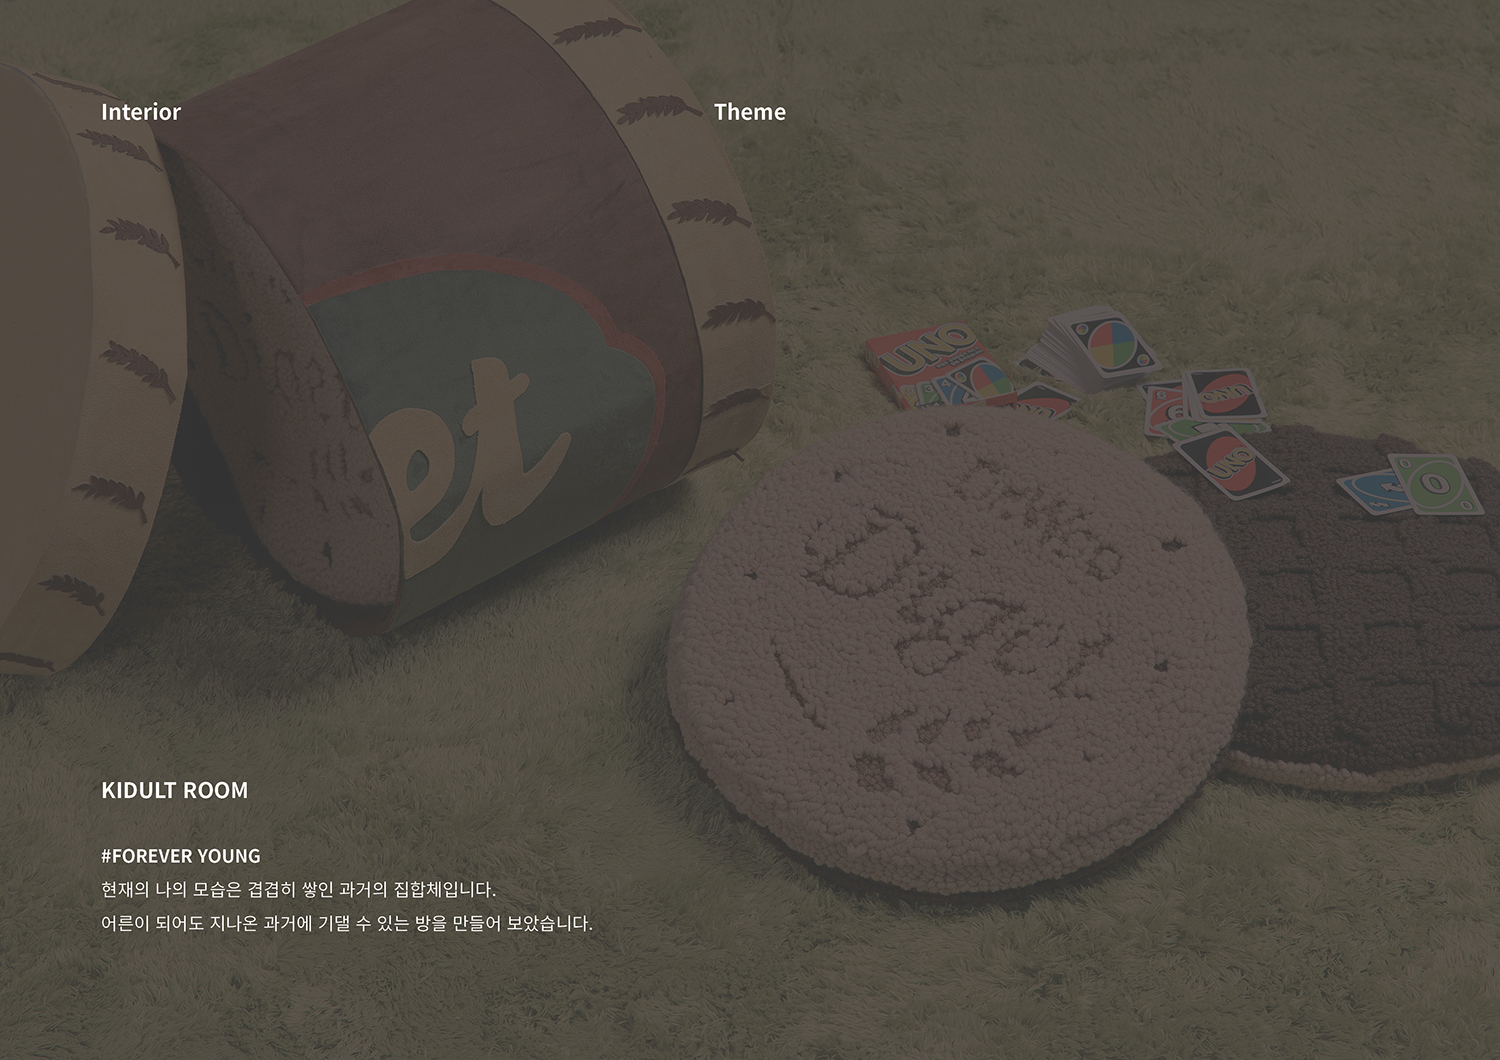 Interior
Theme
et
UNO
UNO
UNO
0
KIDULT ROOM
#FOREVER YOUNG
현재의 나의 모습은 겹겹히 쌓인 과거의 집합체입니다.
어른이 되어도 지나온 과거에 기댈 수 있는 방을 만들어 보았습니다.